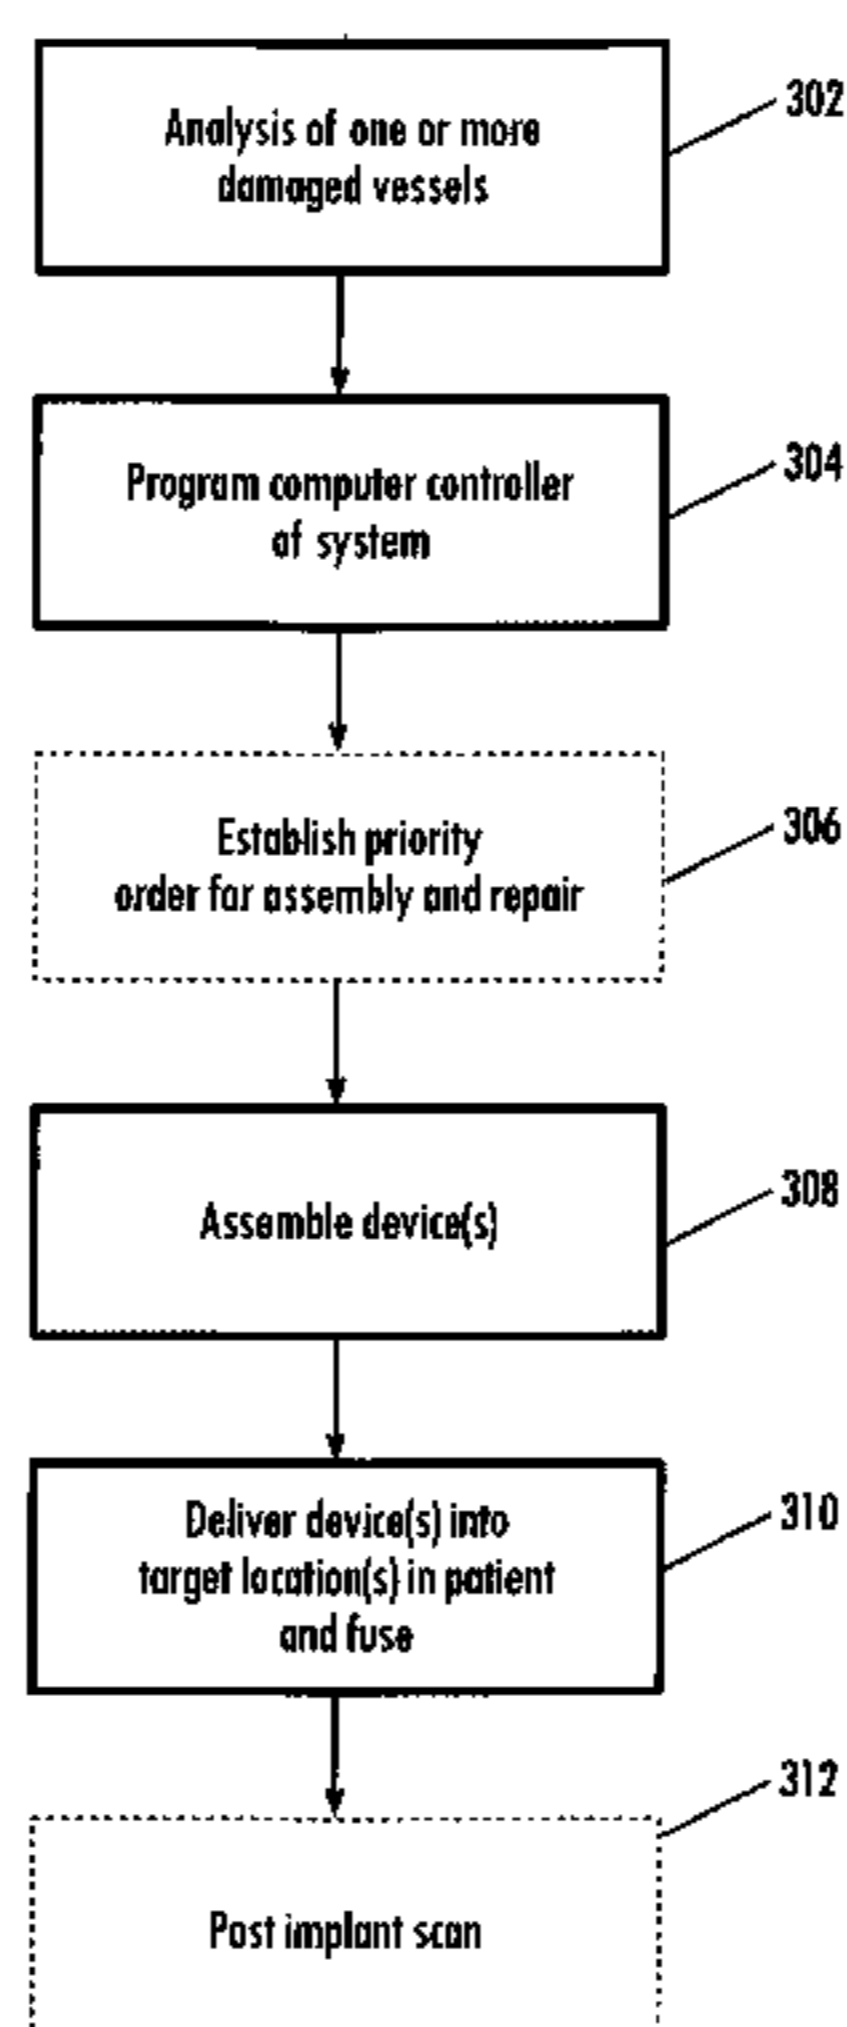 Analysis of one or more
damaged vessels
302
Program computer controller
of system
304
Establish priority
order for assembly and repair
306
Assemble device(s)
308
Deliver device(s) into
target location(s) in patient
and fuse
310
Post implant scan
312